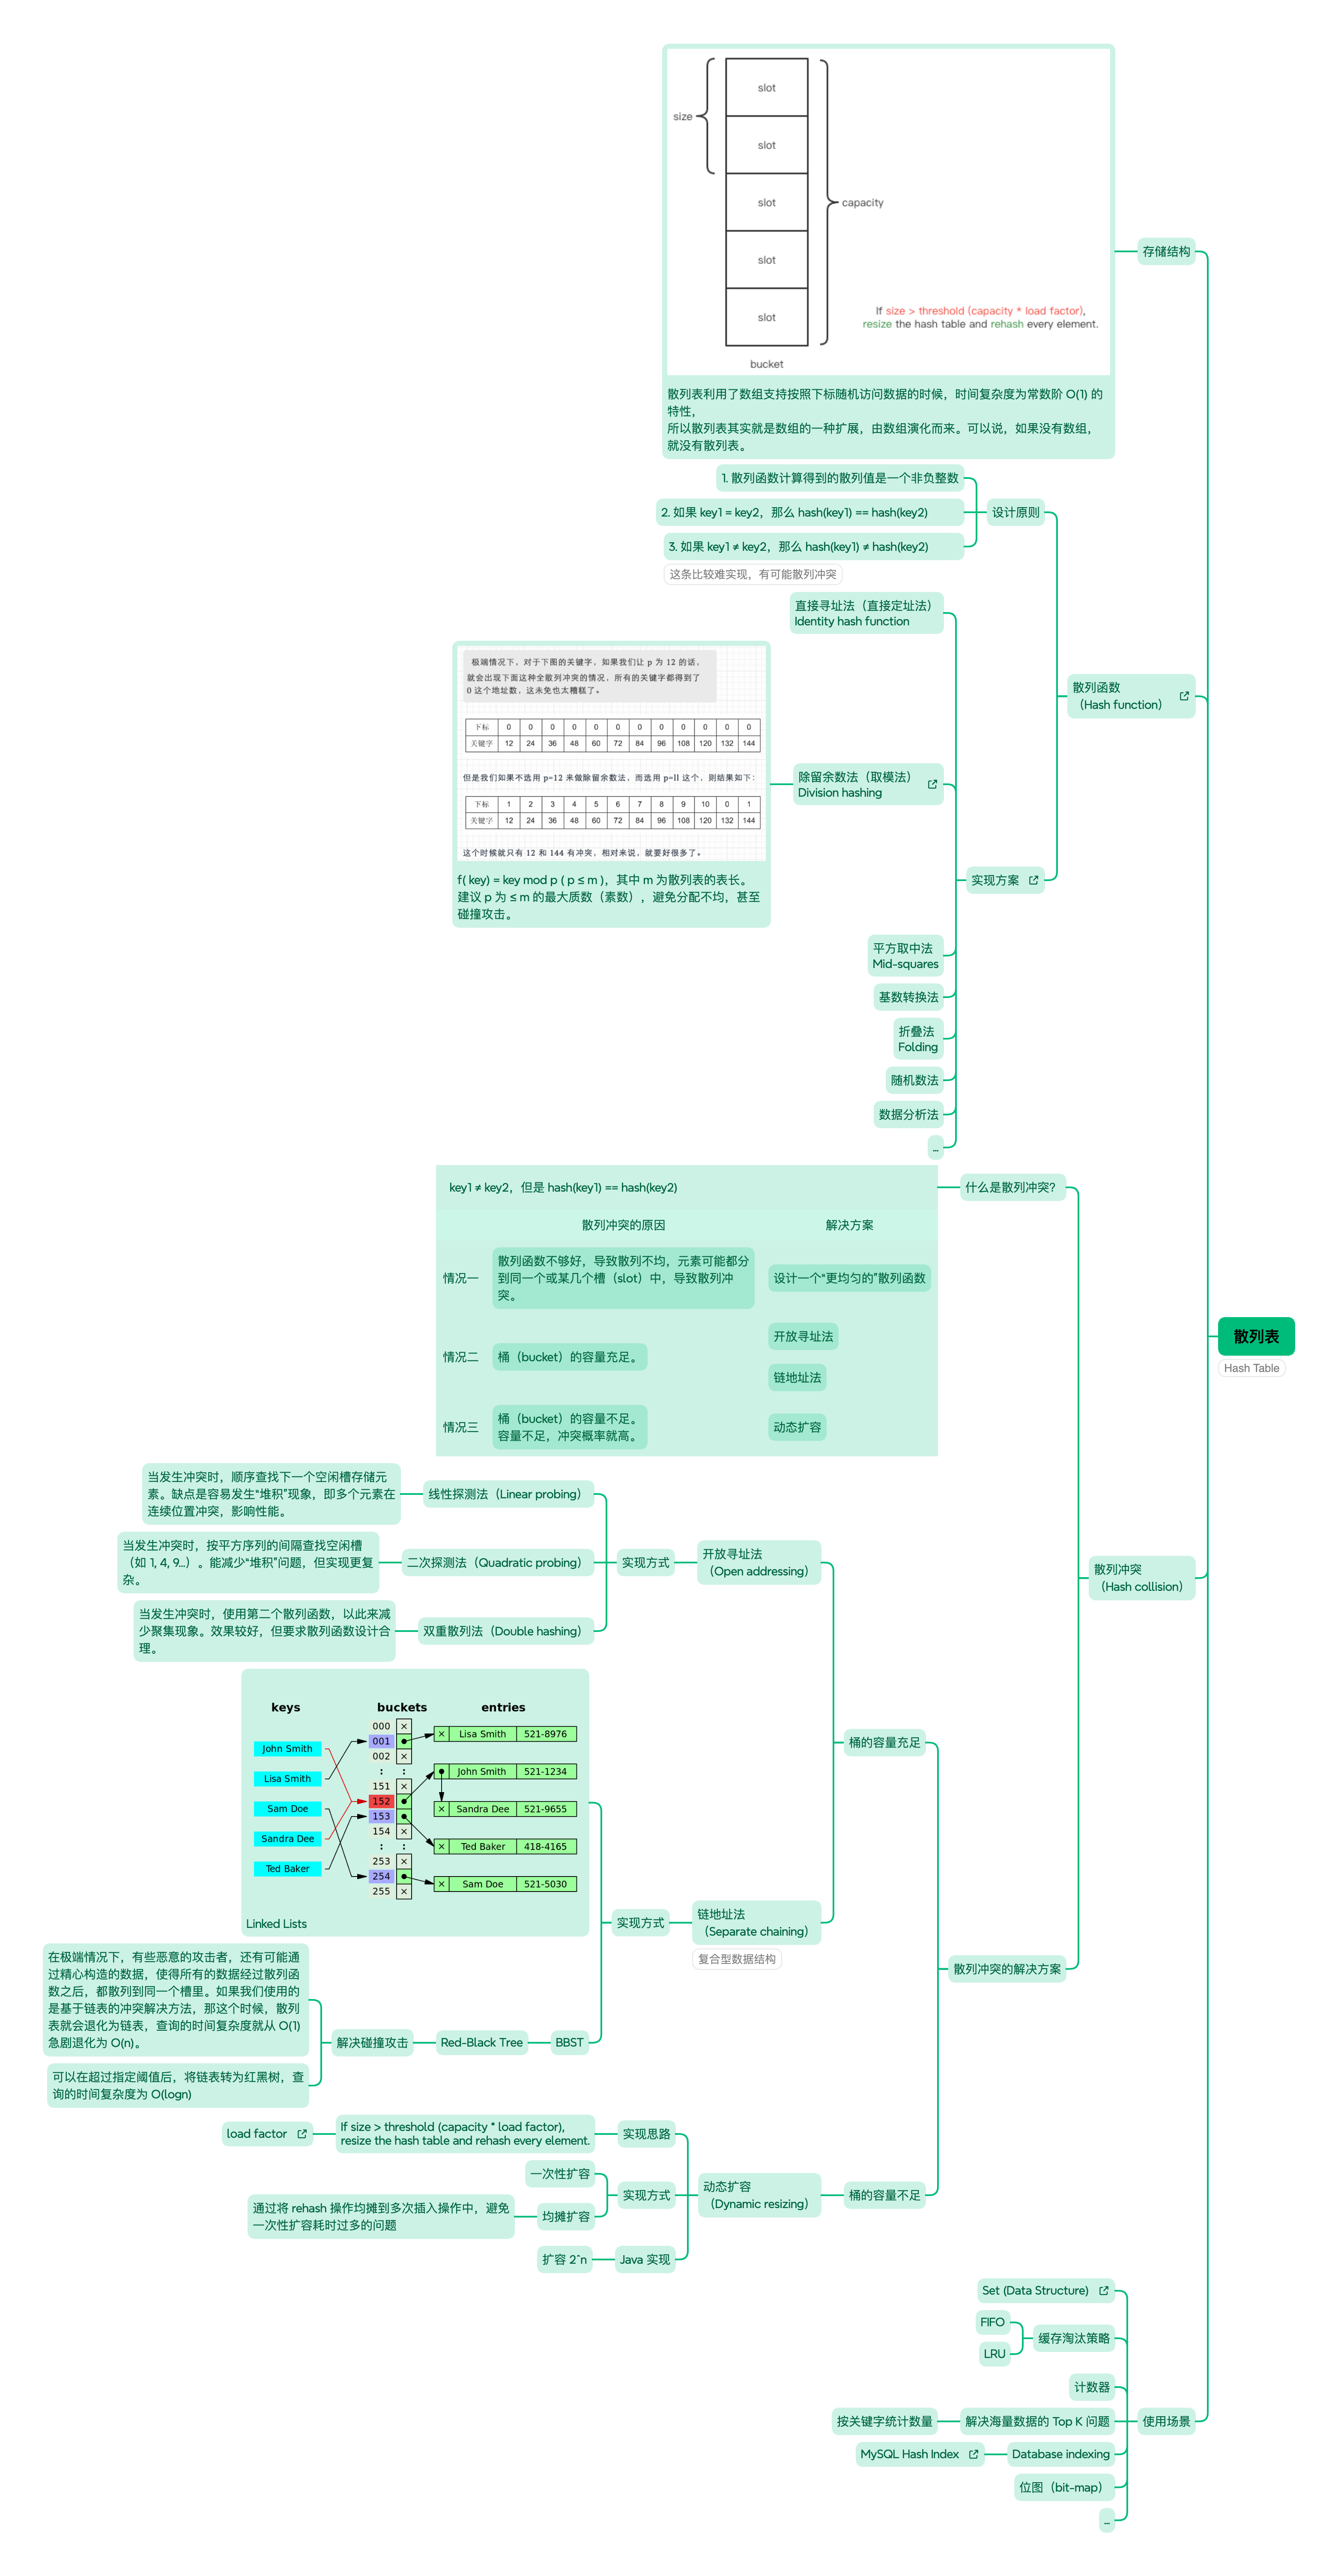 slot
slot
slot
slot
slot
size
capacity
If size > threshold (capacity * load factor),
resize the hash table and rehash every element.
bucket
散列表利用了数组支持按照下标随机访问数据的时候，时间复杂度为常数阶 O(1) 的
特性，
所以散列表其实就是数组的一种扩展，由数组演化而来。可以说，如果没有数组，
就没有散列表。
存储结构
1. 散列函数计算得到的散列值是一个非负整数
2. 如果 key1 = key2，那么 hash(key1) == hash(key2)
3. 如果 key1 ≠ key2，那么 hash(key1) ≠ hash(key2)
这条比较难实现，有可能散列冲突
设计原则
散列函数
（Hash function）
直接寻址法（直接定址法）
Identity hash function
极端情况下，对于下图的关键字，如果我们让 p 为 12 的话，
就会出现下面这种全散列冲突的情况，所有的关键字都得到了
0 这个地址数，这未免也太糟糕了。
下标 0 0 0 0 0 0 0 0 0 0 0 0
关键字 12 24 36 48 60 72 84 96 108 120 132 144
但是我们如果不选用 p=12 来做除留余数法，而选用 p=11 这个，则结果如下：
下标 1 2 3 4 5 6 7 8 9 10 0 1
关键字 12 24 36 48 60 72 84 96 108 120 132 144
这个时候就只有 12 和 144 有冲突，相对来说，就要好很多了。
f( key) = key mod p ( p ≤ m )，其中 m 为散列表的表长。
建议 p 为 ≤ m 的最大质数（素数），避免分配不均，甚至
碰撞攻击。
除留余数法（取模法）
Division hashing
实现方案
平方取中法
Mid-squares
基数转换法
折叠法
Folding
随机数法
数据分析法
...
key1 ≠ key2，但是 hash(key1) == hash(key2)
什么是散列冲突？
散列冲突的原因 解决方案
情况一
散列函数不够好，导致散列不均，元素可能都分
到同一个或某几个槽（slot）中，导致散列冲
突。
设计一个“更均匀的”散列函数
情况二
桶（bucket）的容量充足。
开放寻址法
链地址法
情况三
桶（bucket）的容量不足。
容量不足，冲突概率就高。
动态扩容
散列表
Hash Table
散列冲突
（Hash collision）
当发生冲突时，顺序查找下一个空闲槽存储元
素。缺点是容易发生“堆积”现象，即多个元素在
连续位置冲突，影响性能。
线性探测法（Linear probing）
当发生冲突时，按平方序列的间隔查找空闲槽
（如 1, 4, 9...）。能减少“堆积”问题，但实现更复
杂。
二次探测法（Quadratic probing）
实现方式
开放寻址法
（Open addressing）
当发生冲突时，使用第二个散列函数，以此来减
少聚集现象。效果较好，但要求散列函数设计合
理。
双重散列法（Double hashing）
keys buckets entries
John Smith
Lisa Smith
Sam Doe
Sandra Dee
Ted Baker
000 ×
001
002 ×
: :
151 ×
152
153
154 ×
: :
253 ×
254
255 ×
× Lisa Smith 521-8976
John Smith 521-1234
× Sandra Dee 521-9655
× Ted Baker 418-4165
× Sam Doe 521-5030
Linked Lists
桶的容量充足
实现方式
链地址法
（Separate chaining）
复合型数据结构
散列冲突的解决方案
在极端情况下，有些恶意的攻击者，还有可能通
过精心构造的数据，使得所有的数据经过散列函
数之后，都散列到同一个槽里。如果我们使用的
是基于链表的冲突解决方法，那这个时候，散列
表就会退化为链表，查询的时间复杂度就从 O(1)
急剧退化为 O(n)。
可以在超过指定阈值后，将链表转为红黑树，查
询的时间复杂度为 O(logn)
解决碰撞攻击
Red-Black Tree
BBST
load factor
If size > threshold (capacity * load factor),
resize the hash table and rehash every element.
实现思路
一次性扩容
通过将 rehash 操作均摊到多次插入操作中，避免
一次性扩容耗时过多的问题
均摊扩容
实现方式
动态扩容
（Dynamic resizing）
桶的容量不足
扩容 2^n
Java 实现
Set (Data Structure)
FIFO
LRU
缓存淘汰策略
计数器
按关键字统计数量
解决海量数据的 Top K 问题
使用场景
MySQL Hash Index
Database indexing
位图（bit-map）
...